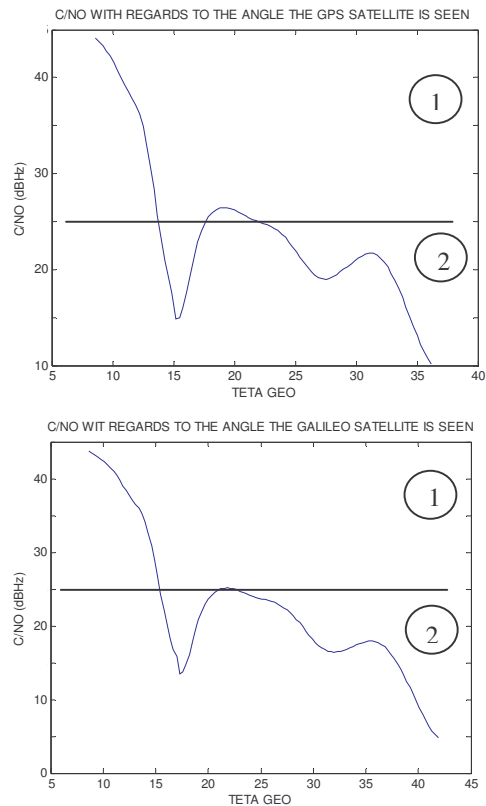 C/NO WITH REGARDS TO THE ANGLE THE GPS SATELLITE IS SEEN
40
30
20
10
C/NO (dBHz)
1
2
5 10 15 20 25 30 35 40
TETA GEO
C/NO WIT REGARDS TO THE ANGLE THE GALILEO SATELLITE IS SEEN
40
30
20
10
0
C/NO (dBHz)
1
2
5 10 15 20 25 30 35 40 45
TETA GEO